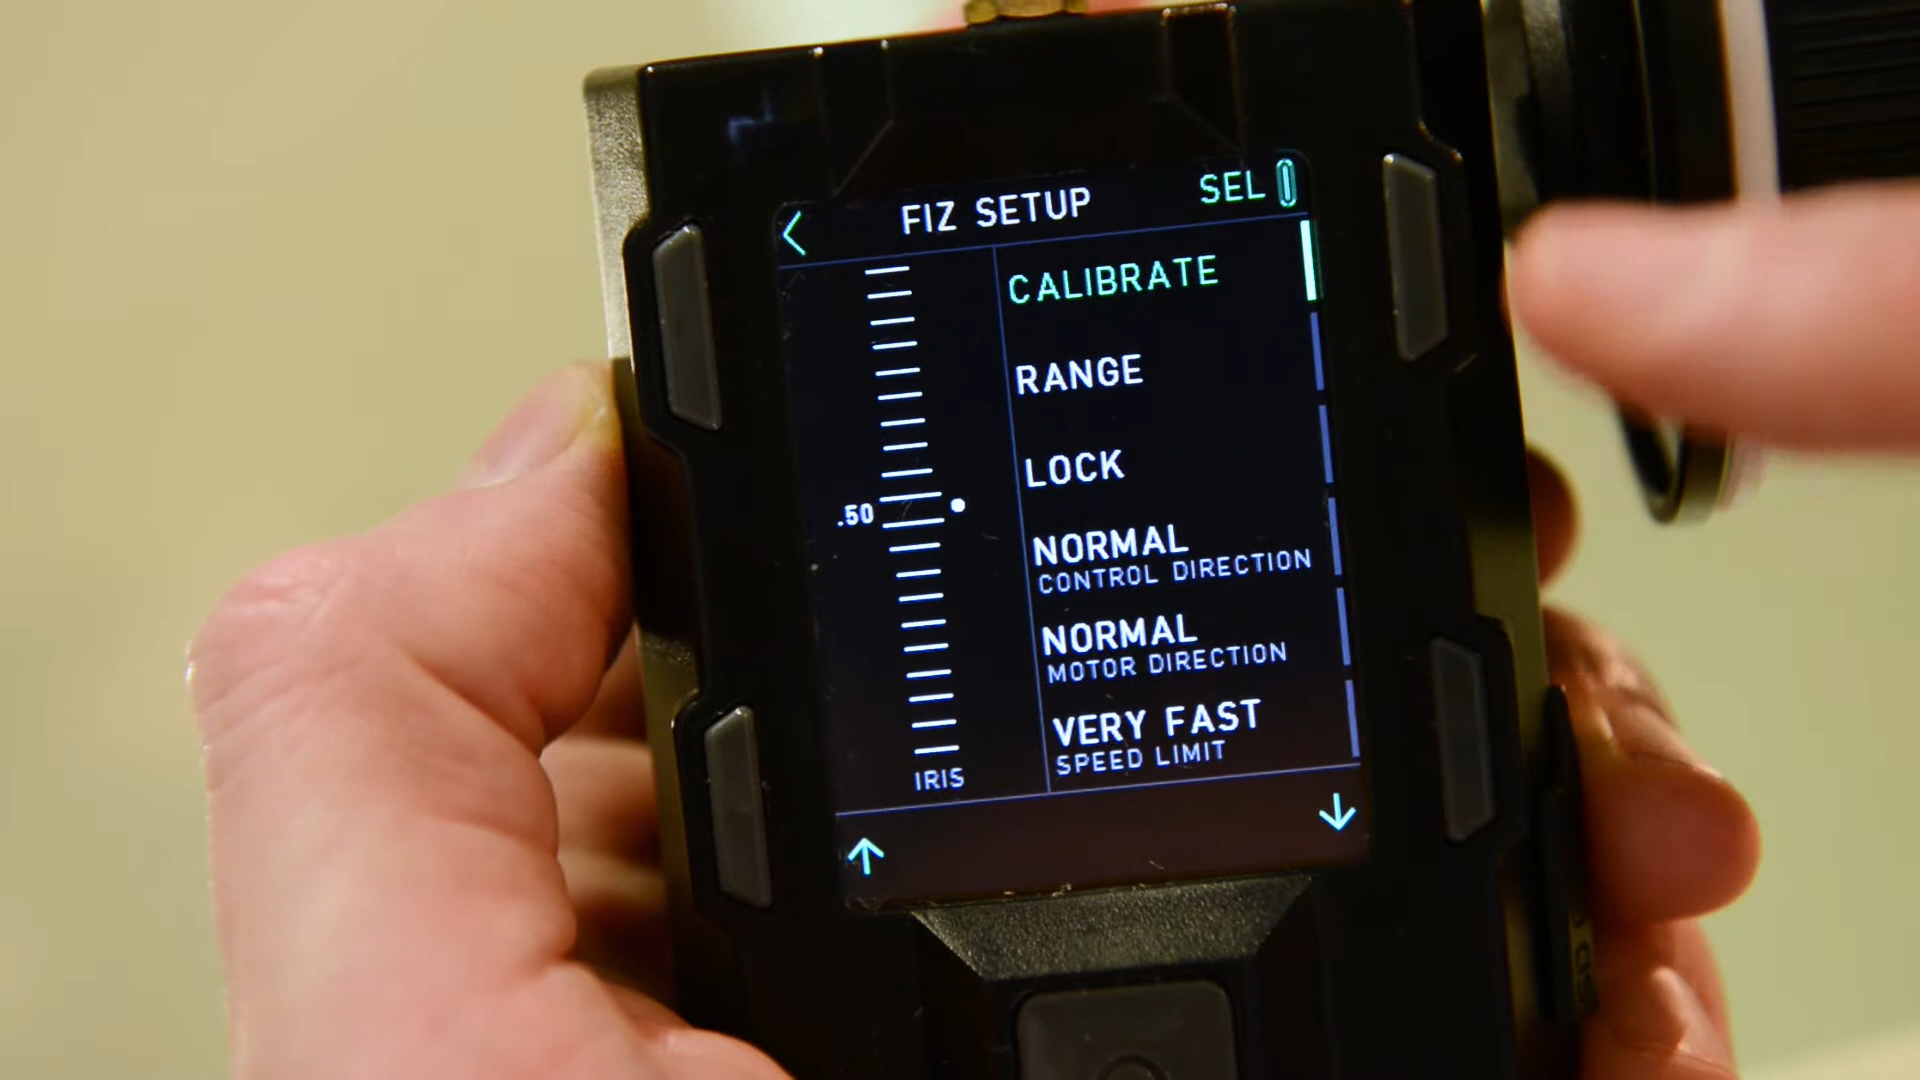 FIZ SETUP
SEL
CALIBRATE
RANGE
LOCK
.50
NORMAL
CONTROL DIRECTION
NORMAL
MOTOR DIRECTION
VERY FAST
SPEED LIMIT
IRIS